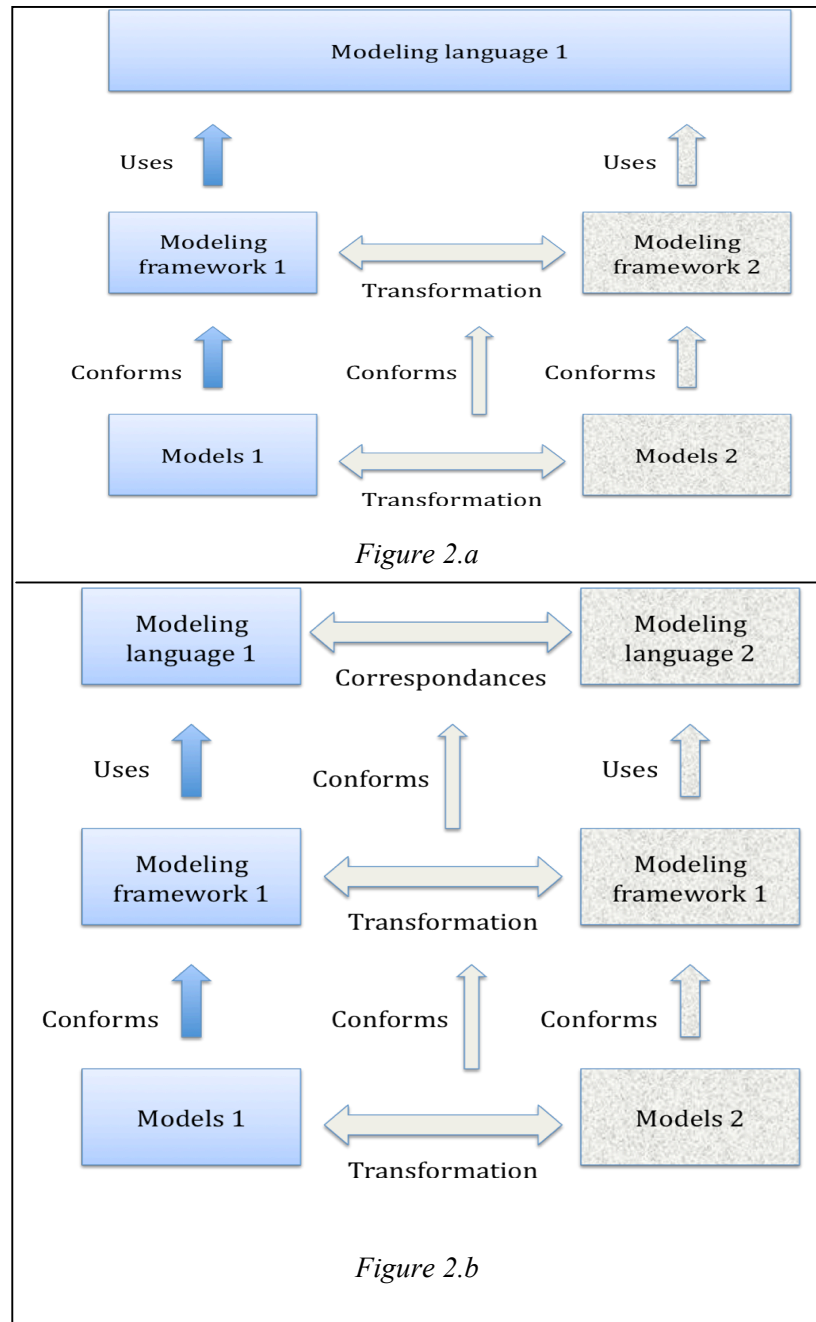 Modeling language 1
Uses
Uses
Modeling
framework 1
Modeling
framework 2
Transformation
Conforms
Conforms
Conforms
Models 1
Models 2
Transformation
Figure 2.a
Modeling
language 1
Modeling
language 2
Correspondances
Uses
Conforms
Uses
Modeling
framework 1
Modeling
framework 1
Transformation
Conforms
Conforms
Conforms
Models 1
Models 2
Transformation
Figure 2.b